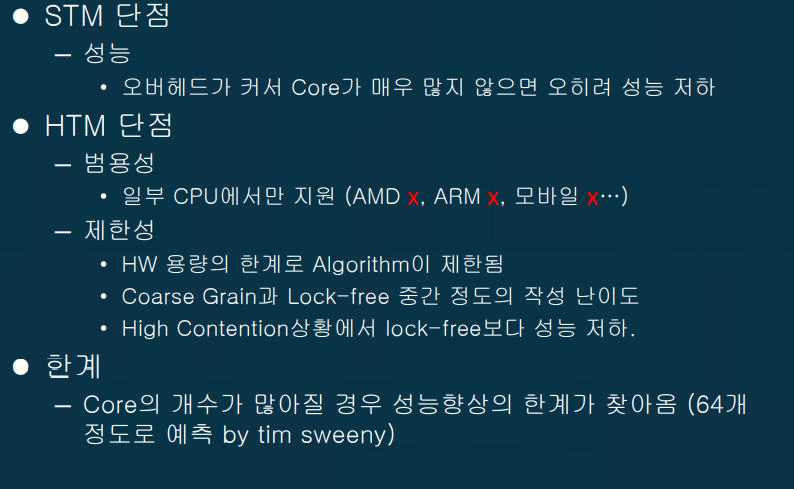 ● STM 단점
– 성능
• 오버헤드가 커서 Core가 매우 많지 않으면 오히려 성능 저하
● HTM 단점
– 범용성
• 일부 CPU에서만 지원 (AMD x, ARM x, 모바일 x…)
– 제한성
• HW 용량의 한계로 Algorithm이 제한됨
• Coarse Grain과 Lock-free 중간 정도의 작성 난이도
• High Contention상황에서 lock-free보다 성능 저하.
● 한계
– Core의 개수가 많아질 경우 성능향상의 한계가 찾아옴 (64개
정도로 예측 by tim sweeny)